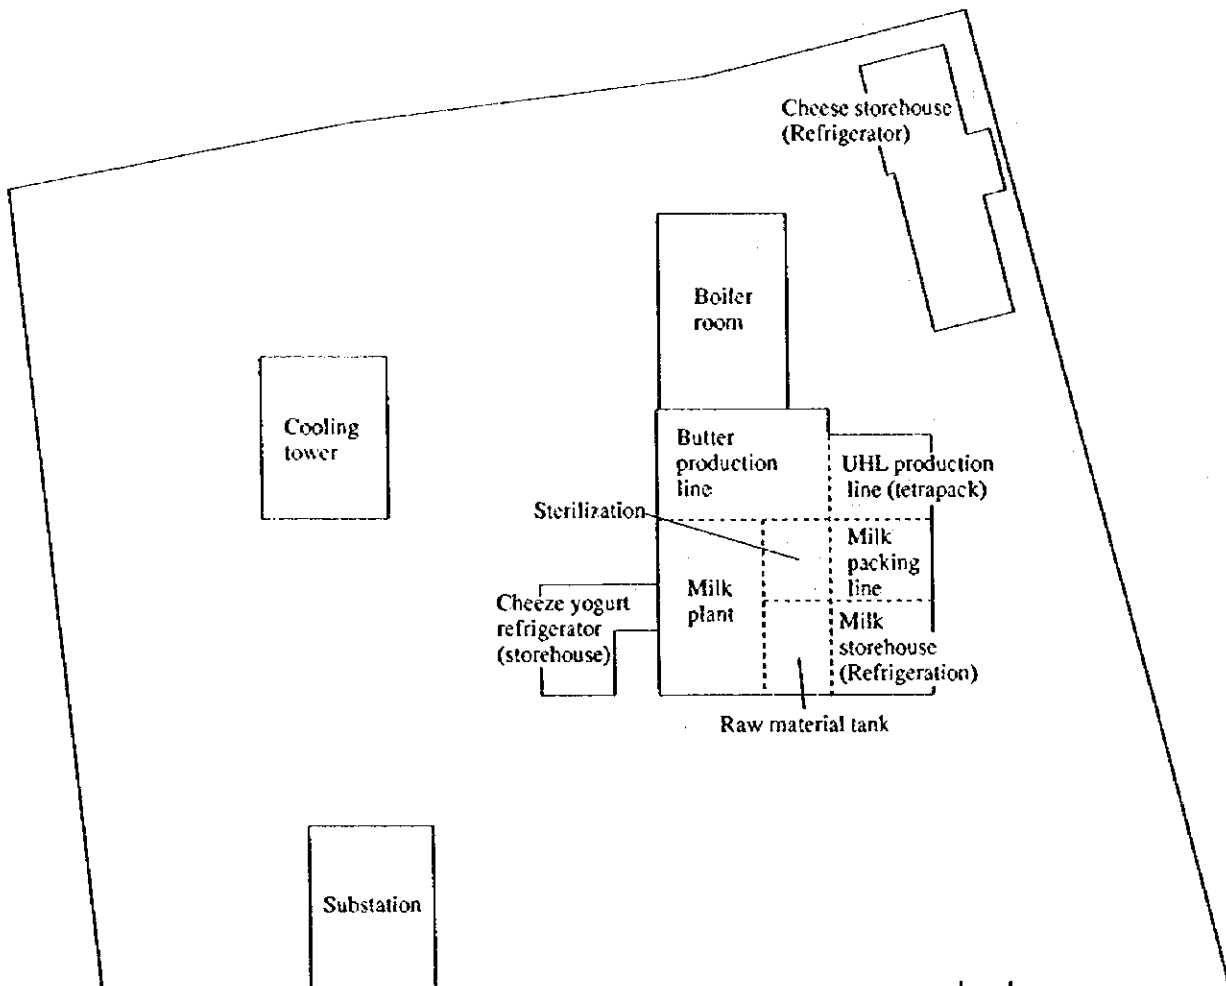 Cheese storehouse
(Refrigerator)
Boiler
room
Cooling
tower
Butter
production
line
UHL production
line (tetrapack)
Sterilization
Milk
packing
line
Milk
plant
Cheeze yogurt
refrigerator
(storehouse)
Milk
storehouse
(Refrigeration)
Raw material tank
Substation